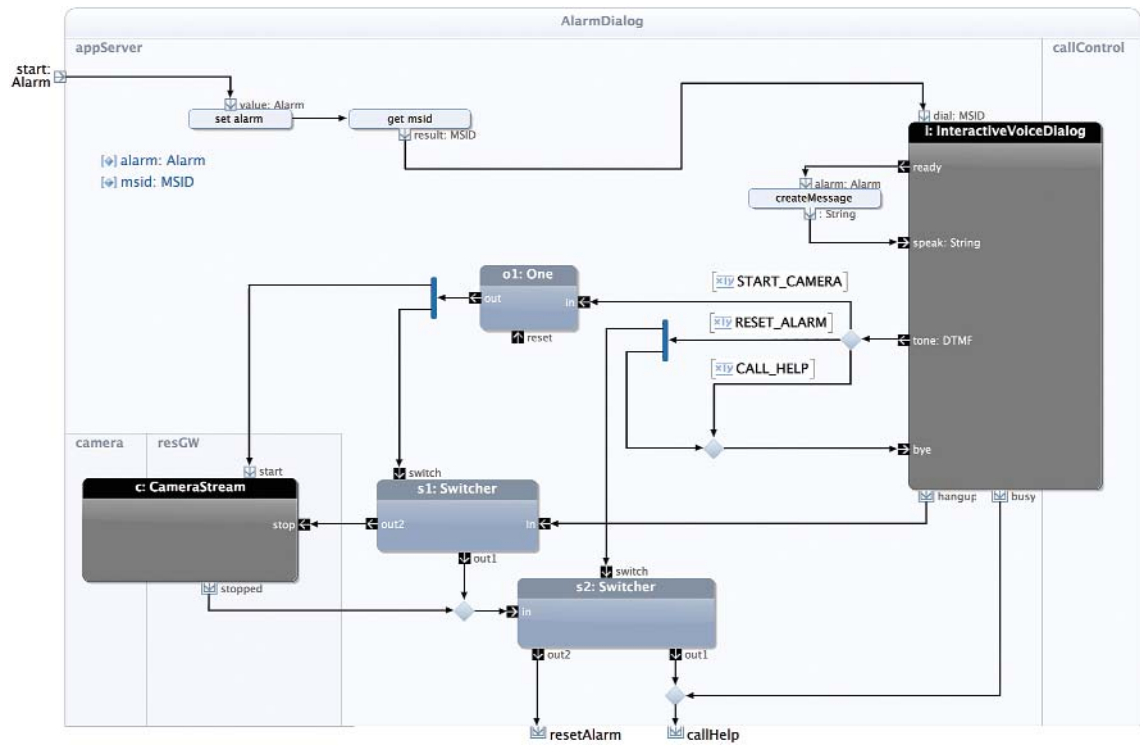 AlarmDialog
appServer
callControl
start:
Alarm
value: Alarm
set alarm
get msid
result: MSID
dial: MSID
i: InteractiveVoiceDialog
alarm: Alarm
msid: MSID
ready
alarm: Alarm
createMessage
: String
speak: String
o1: One
out
in
reset
[x|y START_CAMERA]
[x|y RESET_ALARM]
tone: DTMF
[x|y CALL_HELP]
camera
resGW
bye
start
switch
c: CameraStream
s1: Switcher
hangup
busy
stop
out2
in
out1
switch
stopped
s2: Switcher
in
out2
out1
resetAlarm
callHelp